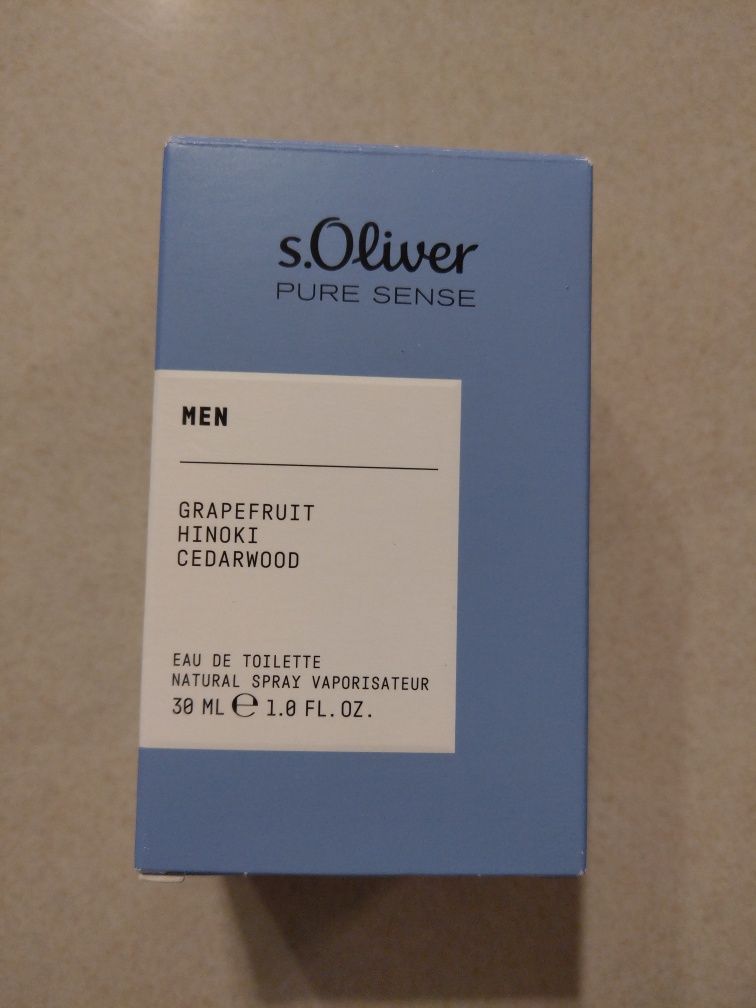 s.Oliver
PURE SENSE
MEN
GRAPEFRUIT
HINOKI
CEDARWOOD
EAU DE TOILETTE
NATURAL SPRAY VAPORISATEUR
30 ML ℮ 1.0 FL.OZ.